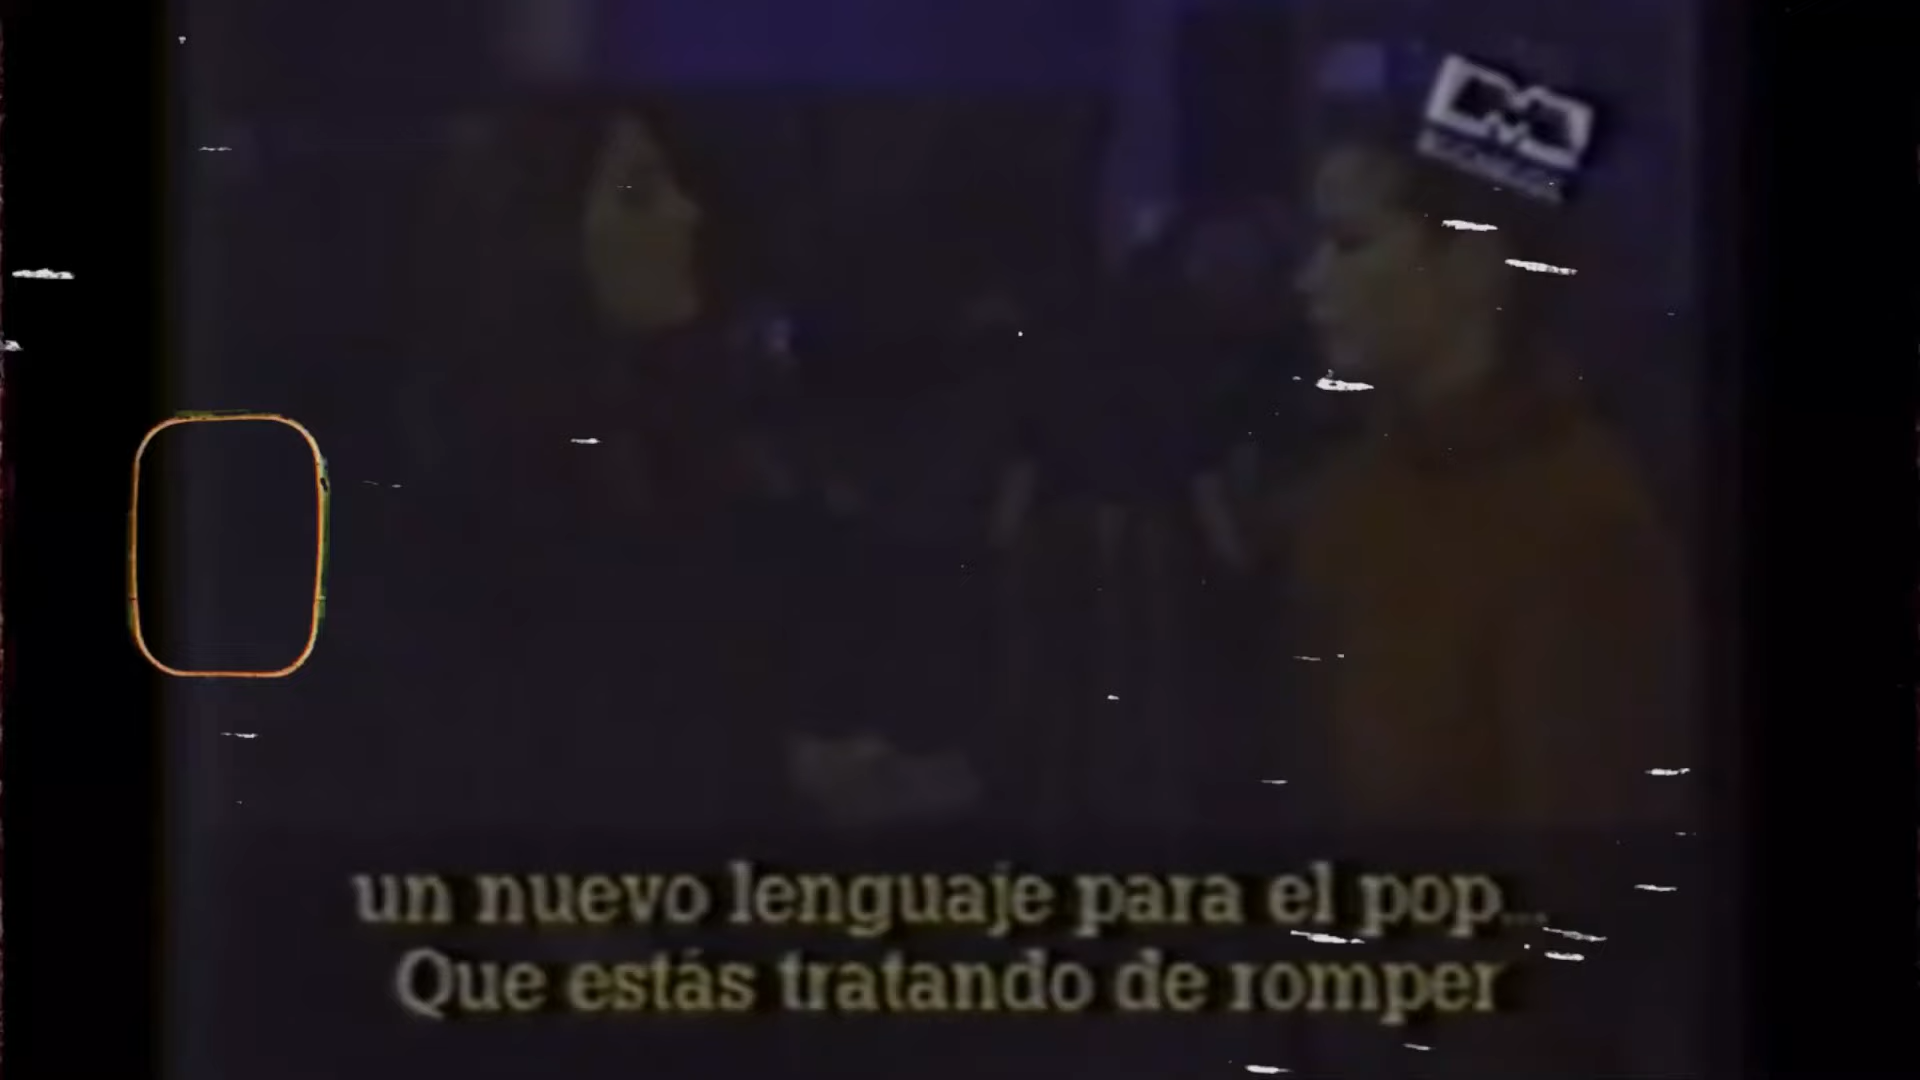 un nuevo lenguaje para el pop...
Que estás tratando de romper